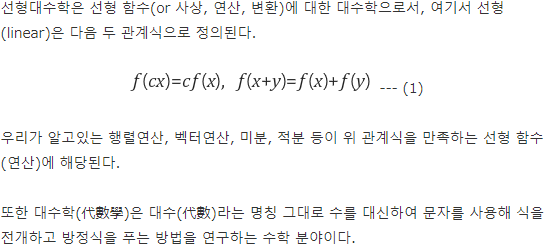 선형대수학은 선형 함수(or 사상, 연산, 변환)에 대한 대수학으로서, 여기서 선형
(linear)은 다음 두 관계식으로 정의된다.
f(cx)=cf(x), f(x+y)=f(x)+f(y) --- (1)
우리가 알고있는 행렬연산, 벡터연산, 미분, 적분 등이 위 관계식을 만족하는 선형 함수
(연산)에 해당된다.
또한 대수학(代數學)은 대수(代數)라는 명칭 그대로 수를 대신하여 문자를 사용해 식을
전개하고 방정식을 푸는 방법을 연구하는 수학 분야이다.